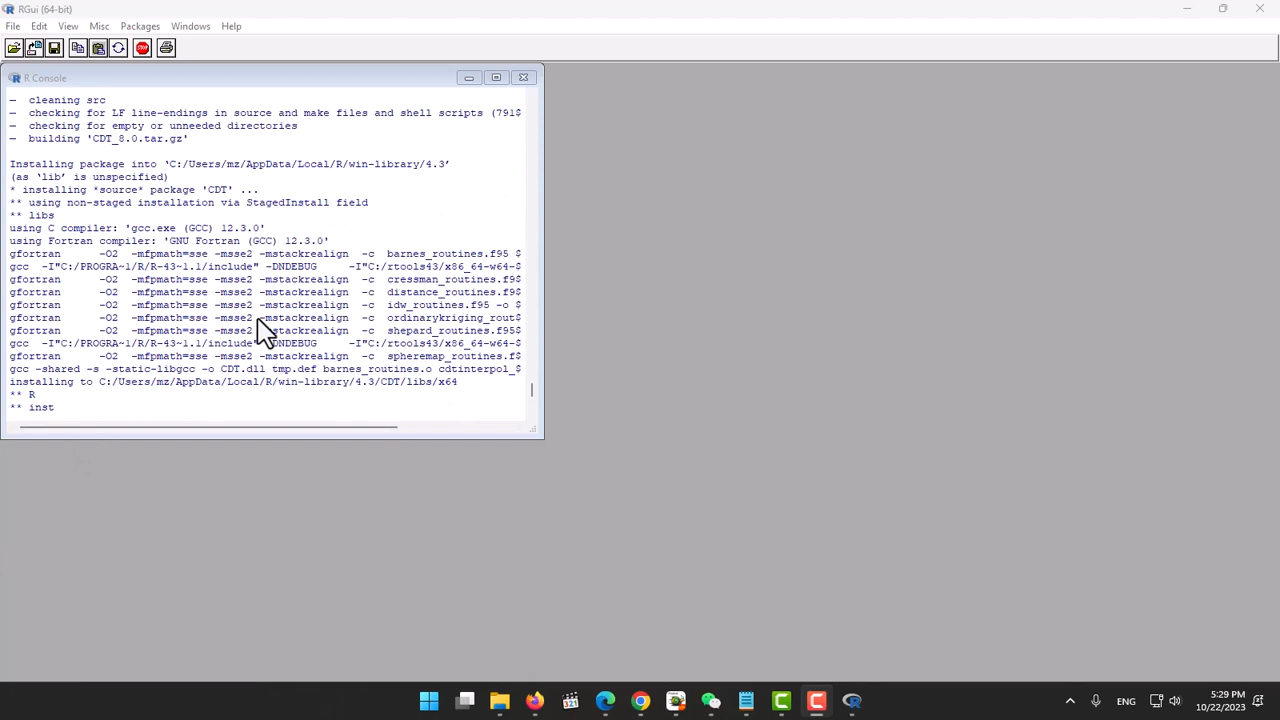 RGui (64-bit)
File Edit View Misc Packages Windows Help
STOP
R Console
— cleaning src
— checking for LF line-endings in source and make files and shell scripts (791$
— checking for empty or unneeded directories
— building 'CDT_8.0.tar.gz'
Installing package into ‘C:/Users/mz/AppData/Local/R/win-library/4.3’
(as ‘lib’ is unspecified)
* installing *source* package 'CDT' ...
** using non-staged installation via StagedInstall field
** libs
using C compiler: 'gcc.exe (GCC) 12.3.0'
using Fortran compiler: 'GNU Fortran (GCC) 12.3.0'
gfortran -O2 -mfpmath=sse -msse2 -mstackrealign -c barnes_routines.f95 $
gcc -I"C:/PROGRA~1/R/R-43~1.1/include" -DNDEBUG -I"C:/rtools43/x86_64-w64-$
gfortran -O2 -mfpmath=sse -msse2 -mstackrealign -c cressman_routines.f9$
gfortran -O2 -mfpmath=sse -msse2 -mstackrealign -c distance_routines.f9$
gfortran -O2 -mfpmath=sse -msse2 -mstackrealign -c idw_routines.f95 -o $
gfortran -O2 -mfpmath=sse -msse2 -mstackrealign -c ordinarykriging_rout$
gfortran -O2 -mfpmath=sse -msse2 -mstackrealign -c shepard_routines.f95$
gcc -I"C:/PROGRA~1/R/R-43~1.1/include" -DNDEBUG -I"C:/rtools43/x86_64-w64-$
gfortran -O2 -mfpmath=sse -msse2 -mstackrealign -c spheremap_routines.f$
gcc -shared -s -static-libgcc -o CDT.dll tmp.def barnes_routines.o cdtinterpol_$
installing to C:/Users/mz/AppData/Local/R/win-library/4.3/CDT/libs/x64
** R
** inst
321
ENG
5:29 PM
10/22/2023